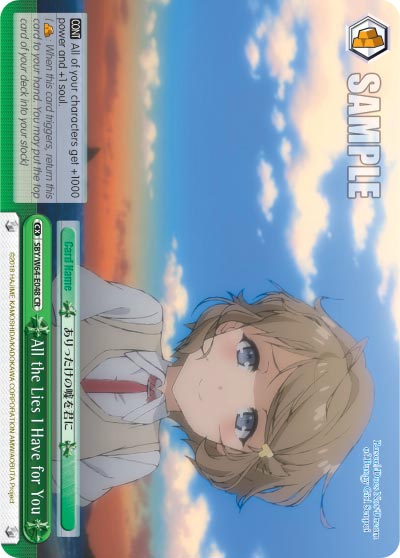 SAMPLE
Rascal Does Not Dream
of Bunny Girl Senpai
【CONT】 All of your characters get +1000
power and +1 soul.
( : When this card triggers, return this
card to your hand. You may put the top
card of your deck into your stock)
Card Name
ありったけの嘘を君に
CX SBY/W64-E048 CR All the Lies I Have for You
©2018 HAJIME KAMOSHIDA/KADOKAWA CORPORATION AMW/AOBUTA Project